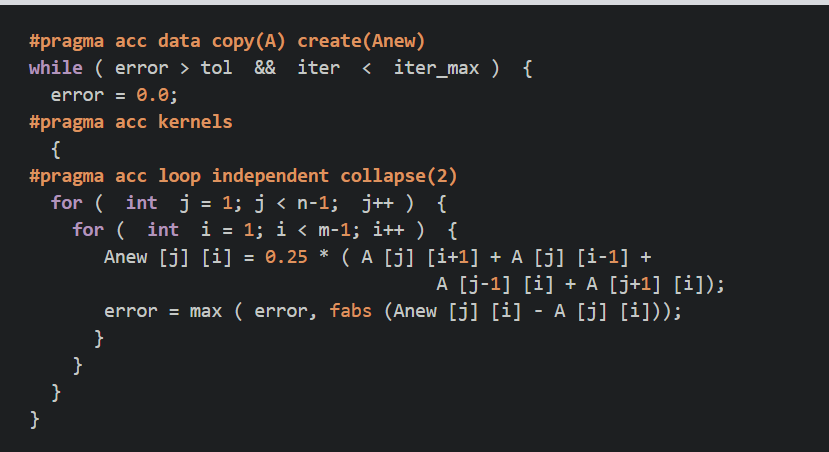 #pragma acc data copy(A) create(Anew)
while ( error > tol  &&  iter  <  iter_max )  {
  error = 0.0;
#pragma acc kernels
  {
#pragma acc loop independent collapse(2)
  for (  int  j = 1; j < n-1;  j++ )  {
    for (  int  i = 1; i < m-1; i++ )  {
       Anew [j] [i] = 0.25 * ( A [j] [i+1] + A [j] [i-1] +
                                      A [j-1] [i] + A [j+1] [i]);
       error = max ( error, fabs (Anew [j] [i] - A [j] [i]));
      }
    }
  }
}